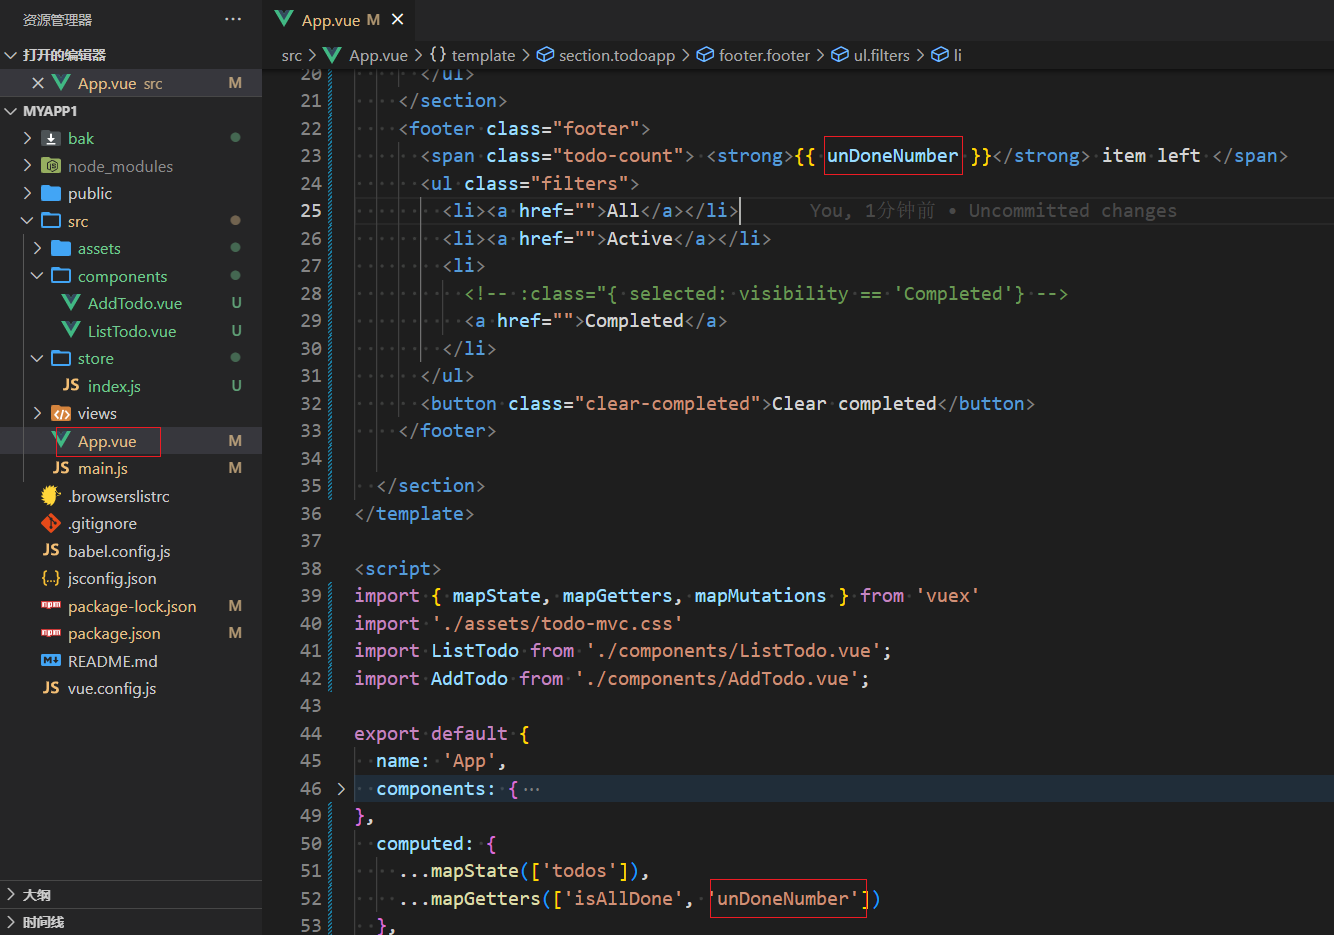 资源管理器 ···
打开的编辑器
App.vue src M
MYAPP1
bak
node_modules
public
src
assets
components
AddTodo.vue U
ListTodo.vue U
store
JS index.js U
views
App.vue M
JS main.js M
.browserslistrc
.gitignore
JS babel.config.js
{..} jsconfig.json
npm package-lock.json M
npm package.json M
M↓ README.md
JS vue.config.js
大纲
时间线
App.vue M
src > App.vue > {} template > section.todoapp > footer.footer > ul.filters > li
20 </ul>
21 </section>
22 <footer class="footer">
23 <span class="todo-count"> <strong>{{ unDoneNumber }}</strong> item left </span>
24 <ul class="filters">
25 <li><a href="">All</a></li> You, 1分钟前 • Uncommitted changes
26 <li><a href="">Active</a></li>
27 <li>
28 <!-- :class="{ selected: visibility == 'Completed'} -->
29 <a href="">Completed</a>
30 </li>
31 </ul>
32 <button class="clear-completed">Clear completed</button>
33 </footer>
34
35 </section>
36 </template>
37
38 <script>
39 import { mapState, mapGetters, mapMutations } from 'vuex'
40 import './assets/todo-mvc.css'
41 import ListTodo from './components/ListTodo.vue';
42 import AddTodo from './components/AddTodo.vue';
43
44 export default {
45 name: 'App',
46 components: { ···
49 },
50 computed: {
51 ...mapState(['todos']),
52 ...mapGetters(['isAllDone', 'unDoneNumber'])
53 },